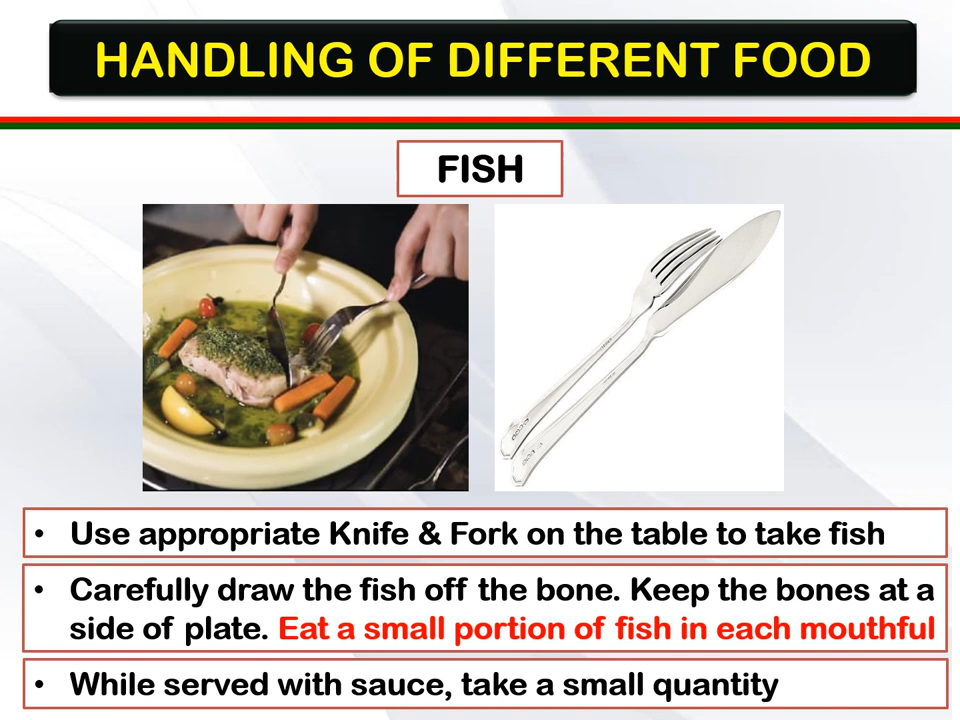 HANDLING OF DIFFERENT FOOD
FISH
• Use appropriate Knife & Fork on the table to take fish
• Carefully draw the fish off the bone. Keep the bones at a
side of plate. Eat a small portion of fish in each mouthful
• While served with sauce, take a small quantity